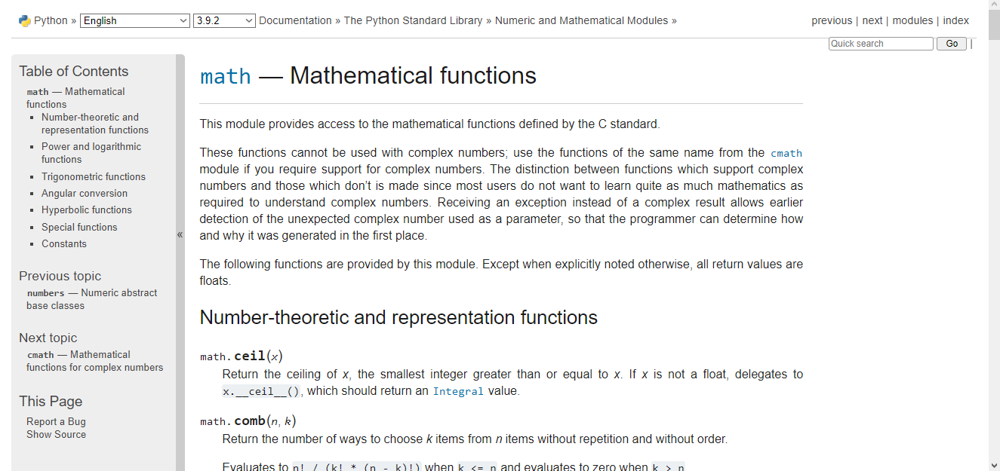 Python » English 3.9.2 Documentation » The Python Standard Library » Numeric and Mathematical Modules » previous | next | modules | index
Quick search Go |
Table of Contents
math — Mathematical
functions
Number-theoretic and
representation functions
Power and logarithmic
functions
Trigonometric functions
Angular conversion
Hyperbolic functions
Special functions
Constants
Previous topic
numbers — Numeric abstract
base classes
Next topic
cmath — Mathematical
functions for complex numbers
This Page
Report a Bug
Show Source
«
math — Mathematical functions
This module provides access to the mathematical functions defined by the C standard.
These functions cannot be used with complex numbers; use the functions of the same name from the cmath
module if you require support for complex numbers. The distinction between functions which support complex
numbers and those which don’t is made since most users do not want to learn quite as much mathematics as
required to understand complex numbers. Receiving an exception instead of a complex result allows earlier
detection of the unexpected complex number used as a parameter, so that the programmer can determine how
and why it was generated in the first place.
The following functions are provided by this module. Except when explicitly noted otherwise, all return values are
floats.
Number-theoretic and representation functions
math.ceil(x)
Return the ceiling of x, the smallest integer greater than or equal to x. If x is not a float, delegates to
x.__ceil__(), which should return an Integral value.
math.comb(n, k)
Return the number of ways to choose k items from n items without repetition and without order.
Evaluates to n! / (k! * (n - k)!) when k <= n and evaluates to zero when k > n